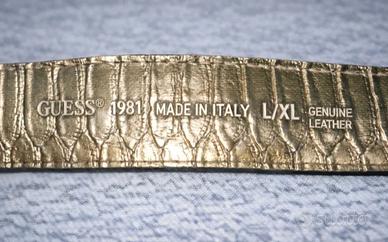 GUESS® 1981 MADE IN ITALY L/XL GENUINE
LEATHER